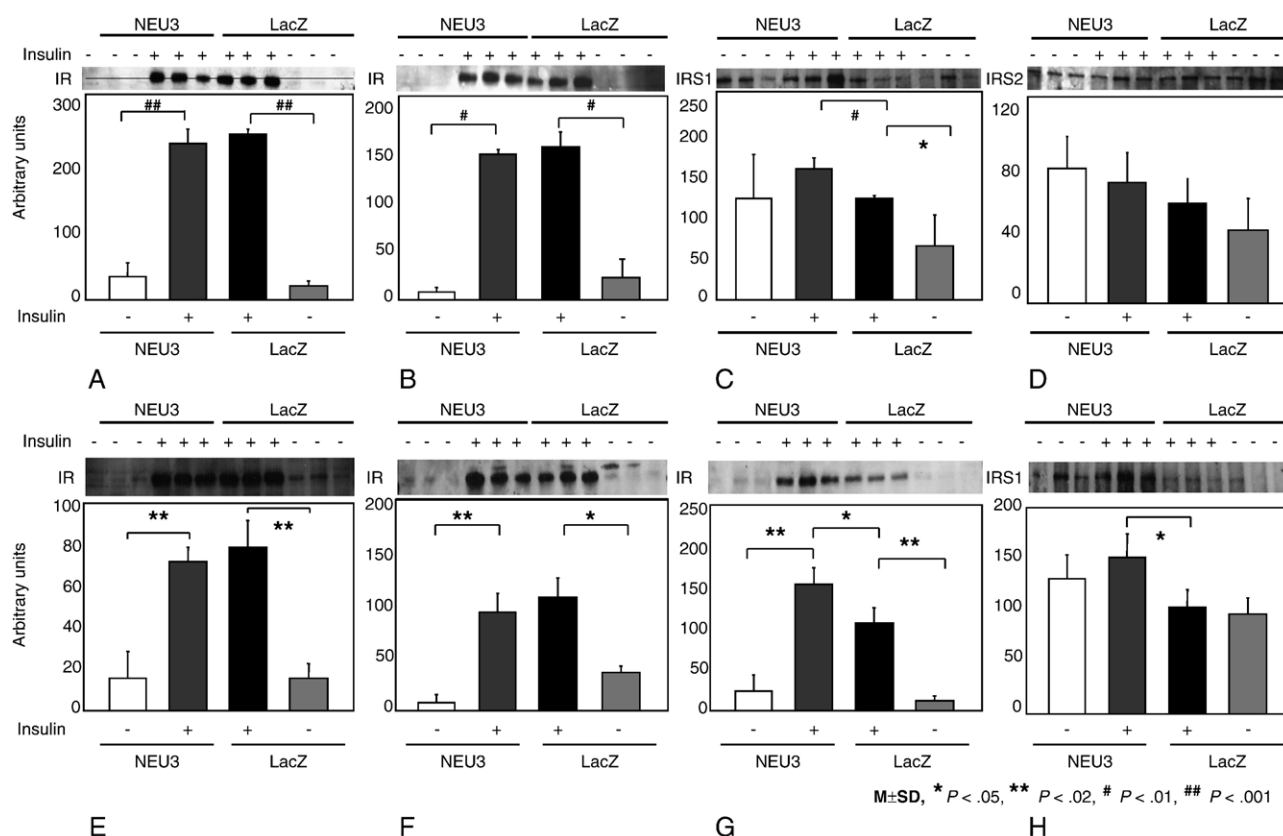 NEU3 LacZ NEU3 LacZ NEU3 LacZ NEU3 LacZ
Insulin - - - + + + + + + - - - - - - + + + + + + - - - - - - + + + + + + - - - - - - + + + + + + - - -
IR IR IRS1 IRS2
Arbitrary units
300 200 250 120
200 150 200 80
100 100 150 40
0 50 100 0
0 50
0
## ## # # # *
Insulin - + + - - + + - - + + - - + + -
NEU3 LacZ NEU3 LacZ NEU3 LacZ NEU3 LacZ
A B C D
NEU3 LacZ NEU3 LacZ NEU3 LacZ NEU3 LacZ
Insulin - - - + + + + + + - - - - - - + + + + + + - - - - - - + + + + + + - - - - - - + + + + + + - - -
IR IR IR IRS1
Arbitrary units
100 200 250 200
80 150 200 150
60 100 150 100
40 50 100 50
20 0 50 0
0 0
** ** ** * ** * ** *
Insulin - + + - - + + - - + + - - + + -
NEU3 LacZ NEU3 LacZ NEU3 LacZ NEU3 LacZ
M±SD, * P < .05, ** P < .02, # P < .01, ## P < .001
E F G H